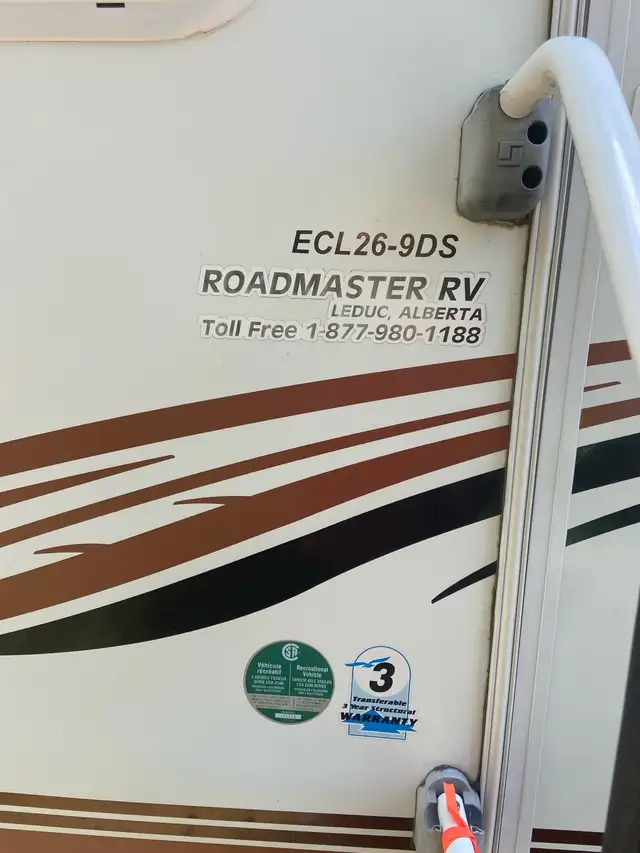 ECL26-9DS
ROADMASTER RV
LEDUC, ALBERTA
Toll Free 1-877-980-1188
Véhicule
récréatif
Recreational
Vehicle
3
Transferable
3 Year Structural
WARRANTY